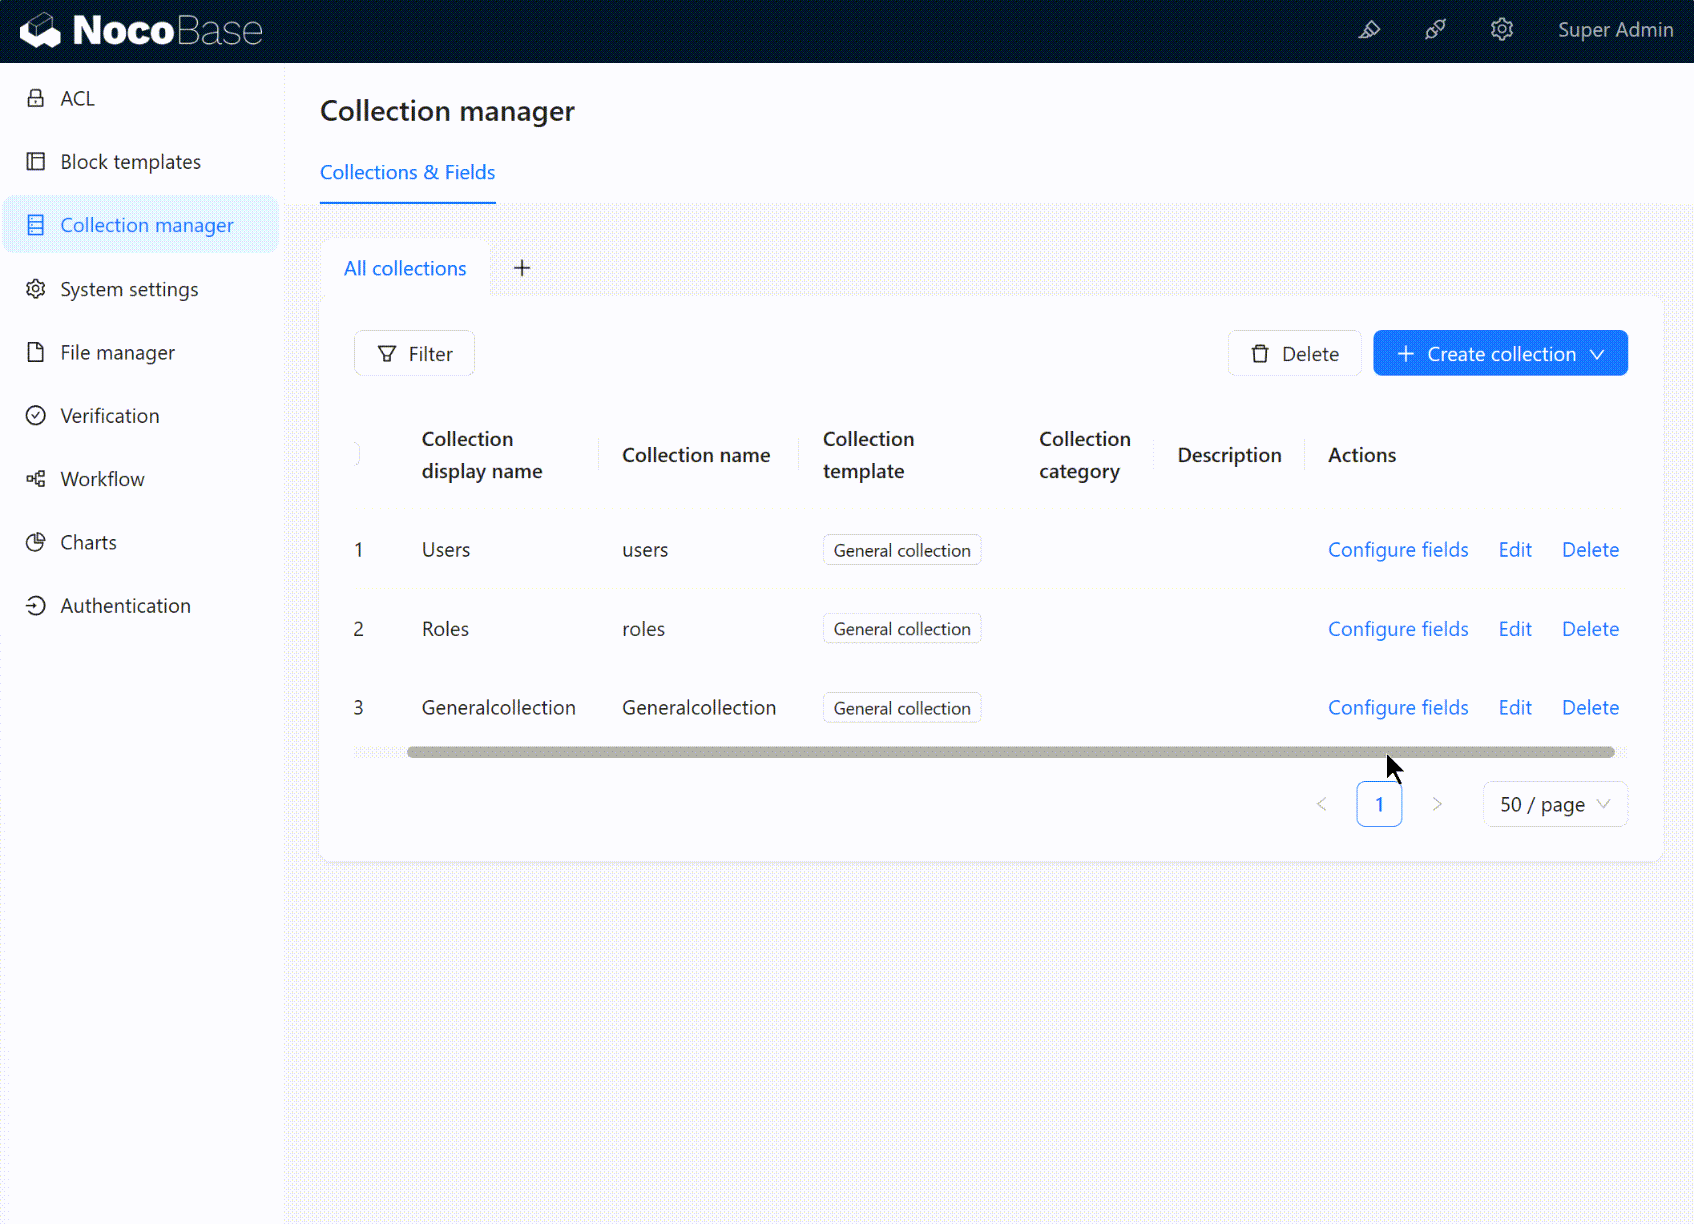 NocoBase
Super Admin
ACL
Block templates
Collection manager
System settings
File manager
Verification
Workflow
Charts
Authentication
Collection manager
Collections & Fields
All collections
Filter
Delete
Create collection
Collection display name
Collection name
Collection template
Collection category
Description
Actions
1 Users users General collection Configure fields Edit Delete
2 Roles roles General collection Configure fields Edit Delete
3 Generalcollection Generalcollection General collection Configure fields Edit Delete
1
50 / page